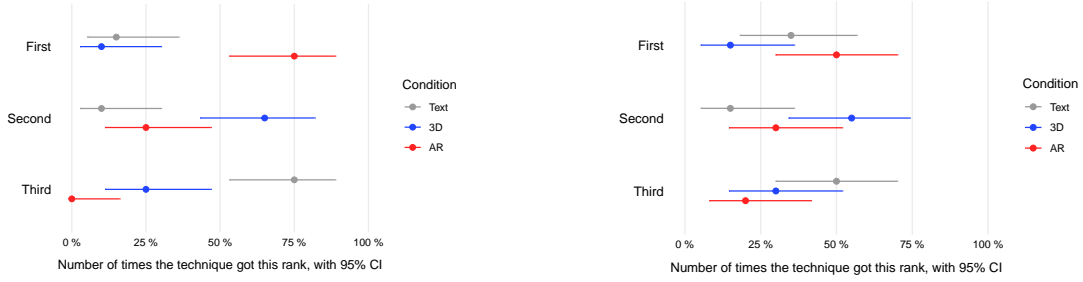 First
Second
Third
0 %
25 %
50 %
75 %
100 %
Number of times the technique got this rank, with 95% CI
Condition
Text
3D
AR
First
Second
Third
0 %
25 %
50 %
75 %
100 %
Number of times the technique got this rank, with 95% CI
Condition
Text
3D
AR